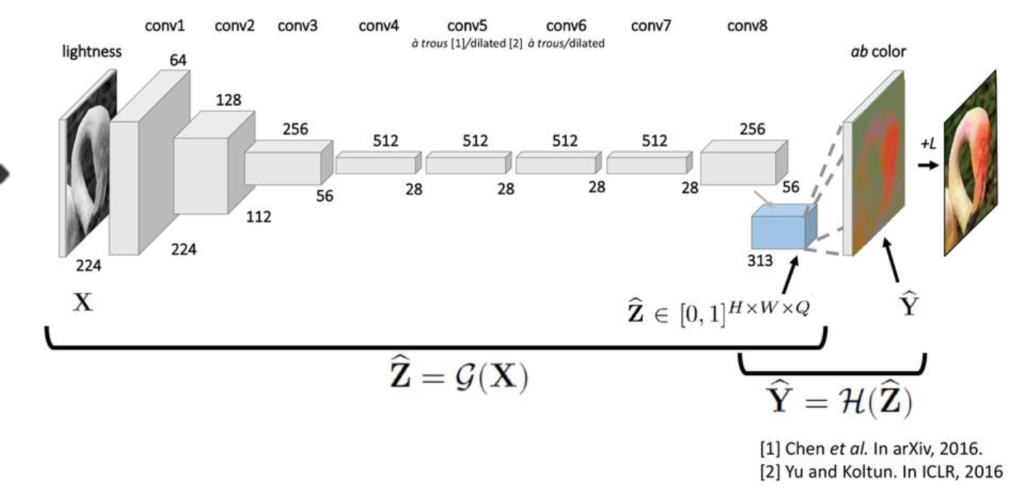 conv1 conv2 conv3 conv4 conv5 conv6 conv7 conv8
à trous [1]/dilated [2] à trous/dilated
lightness
ab color
64
128
256
512
512
512
512
256
+L
56
28
28
28
28
56
112
224
224
313
X
Ẑ ∈ [0, 1]^{H×W×Q}
Ŷ
Ẑ = 𝒢(X)
Ŷ = ℋ(Ẑ)
[1] Chen et al. In arXiv, 2016.
[2] Yu and Koltun. In ICLR, 2016